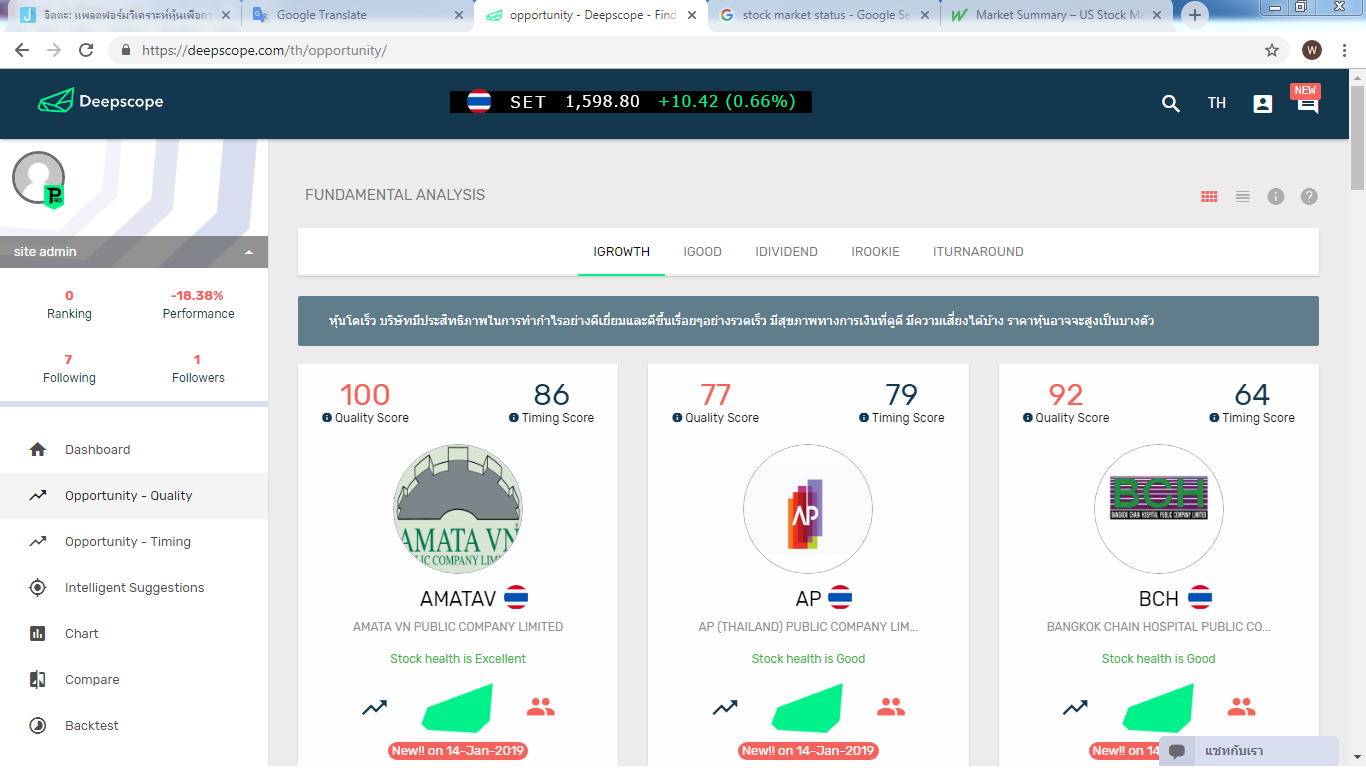 จิตตะ: แพลตฟอร์มวิเคราะห์หุ้นเพื่อกา
Google Translate
opportunity - Deepscope - Find
stock market status - Google Se
Market Summary – US Stock M
https://deepscope.com/th/opportunity/
W
Deepscope
SET 1,598.80 +10.42 (0.66%)
TH
NEW
PRO
site admin
0
-18.38%
Ranking
Performance
7
1
Following
Followers
Dashboard
Opportunity - Quality
Opportunity - Timing
Intelligent Suggestions
Chart
Compare
Backtest
FUNDAMENTAL ANALYSIS
IGROWTH IGOOD IDIVIDEND IROOKIE ITURNAROUND
หุ้นโตเร็ว บริษัทมีประสิทธิภาพในการทำกำไรอย่างดีเยี่ยมและดีขึ้นเรื่อยๆอย่างรวดเร็ว มีสุขภาพทางการเงินที่ดูดี มีความเสี่ยงได้บ้าง ราคาหุ้นอาจจะสูงเป็นบางตัว
100 86
Quality Score Timing Score
AMATA VN
PUBLIC COMPANY LIM
AMATAV
AMATA VN PUBLIC COMPANY LIMITED
Stock health is Excellent
New!! on 14-Jan-2019
77 79
Quality Score Timing Score
AP
AP
AP (THAILAND) PUBLIC COMPANY LIM...
Stock health is Good
New!! on 14-Jan-2019
92 64
Quality Score Timing Score
BCH
BANGKOK CHAIN HOSPITAL PUBLIC COMPANY LIMITED
BCH
BANGKOK CHAIN HOSPITAL PUBLIC CO...
Stock health is Good
New!! on 14
แชทกับเรา